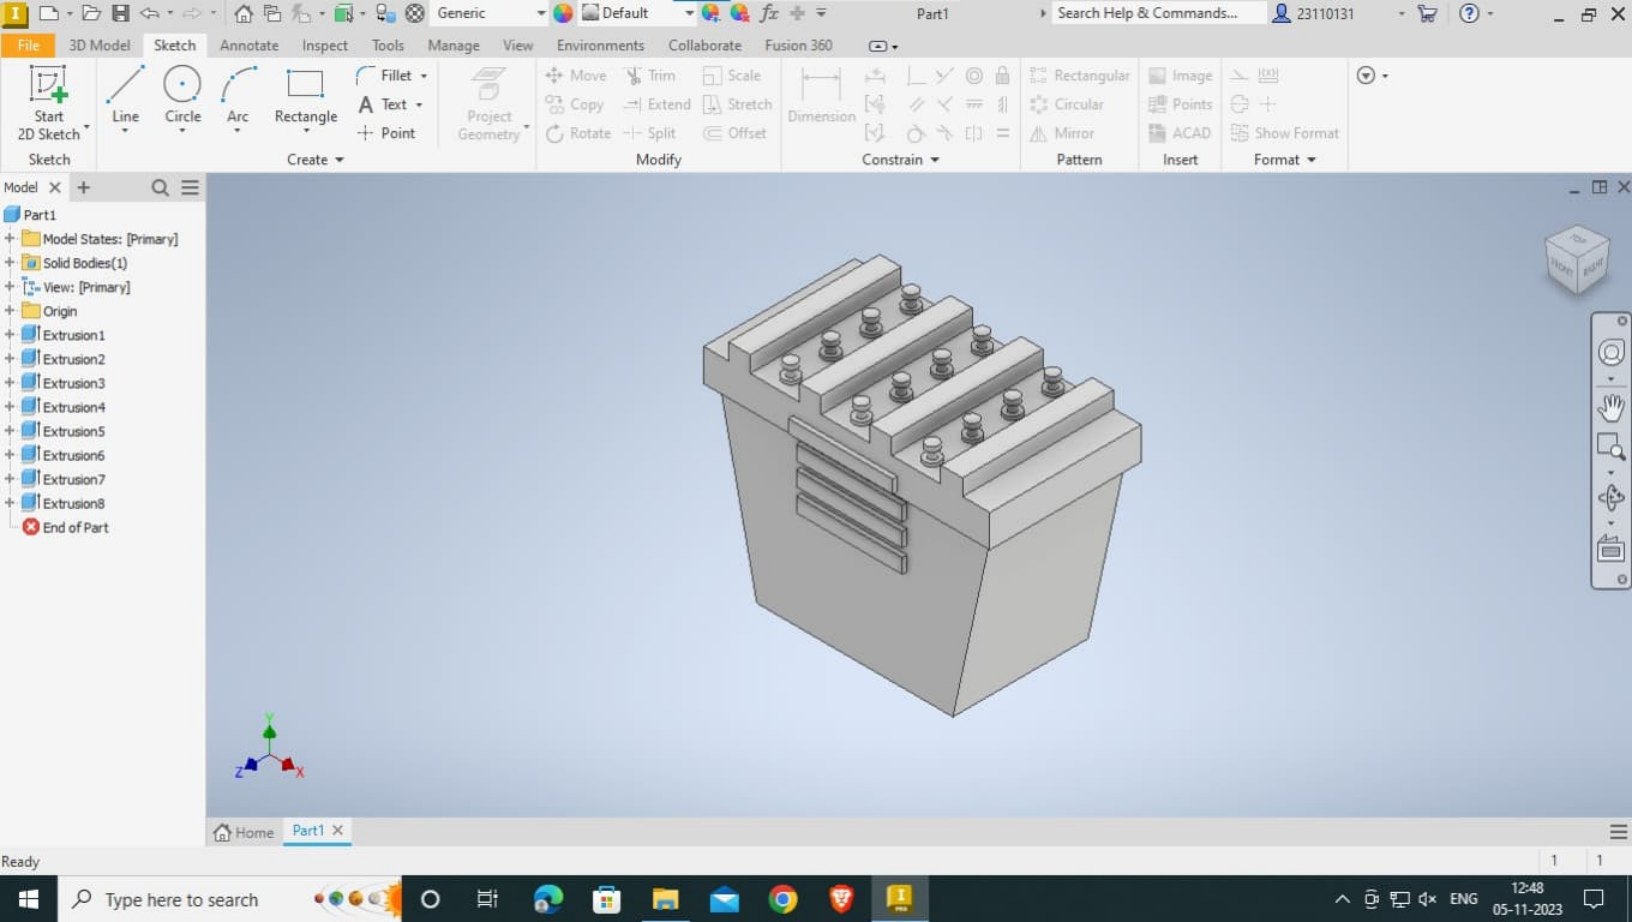 Generic
Default
Part1
Search Help & Commands...
23110131
File
3D Model
Sketch
Annotate
Inspect
Tools
Manage
View
Environments
Collaborate
Fusion 360
Start
2D Sketch
Sketch
Line
Circle
Arc
Rectangle
Fillet
Text
Point
Create
Project
Geometry
Move
Trim
Scale
Copy
Extend
Stretch
Rotate
Split
Offset
Modify
Dimension
Constrain
Rectangular
Circular
Mirror
Pattern
Image
Points
ACAD
Insert
Show Format
Format
Model
Part1
Model States: [Primary]
Solid Bodies(1)
View: [Primary]
Origin
Extrusion1
Extrusion2
Extrusion3
Extrusion4
Extrusion5
Extrusion6
Extrusion7
Extrusion8
End of Part
TOP
FRONT
RIGHT
Y
Z
X
Home
Part1
Ready
1
1
Type here to search
ENG
12:48
05-11-2023